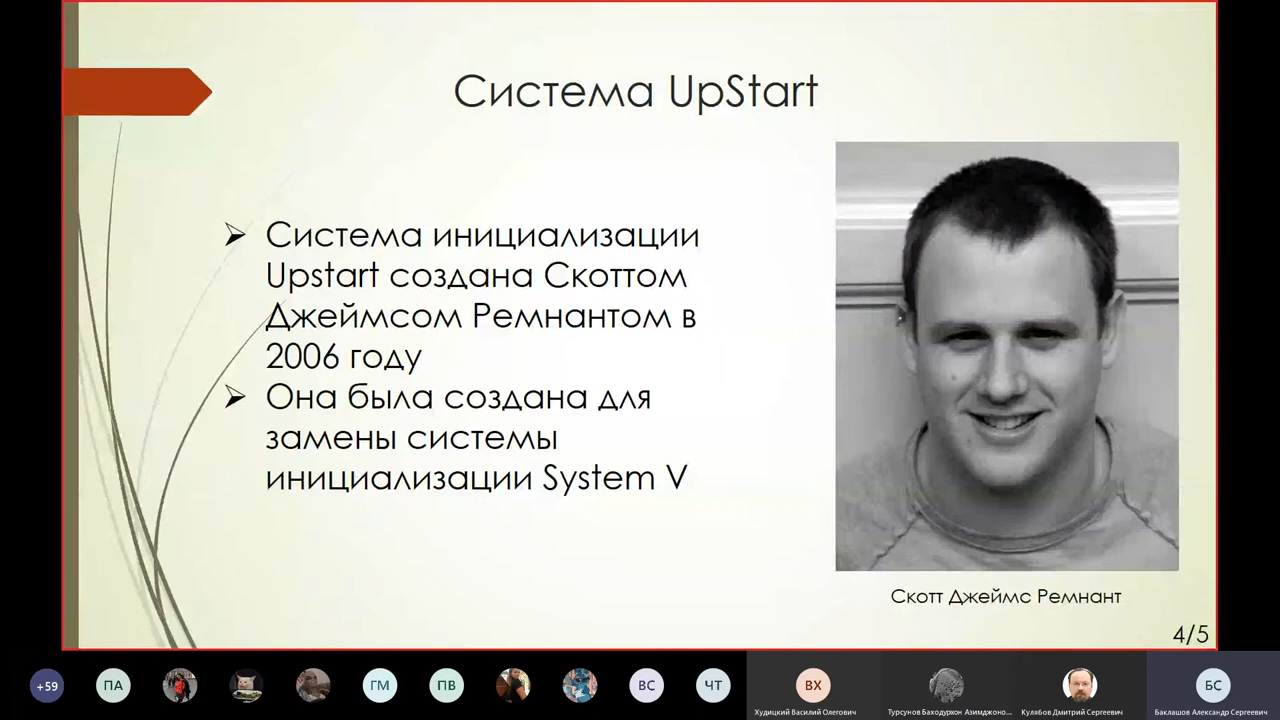 Система UpStart
Система инициализации
Upstart создана Скоттом
Джеймсом Ремнантом в
2006 году
Она была создана для
замены системы
инициализации System V
Скотт Джеймс Ремнант
4/5
+59
ПА
ГМ
ПВ
ВС
ЧТ
ВХ
БС
Худицкий Василий Олегович
Турсунов Баходурхон Азимджоно...
Кулябов Дмитрий Сергеевич
Баклашов Александр Сергеевич